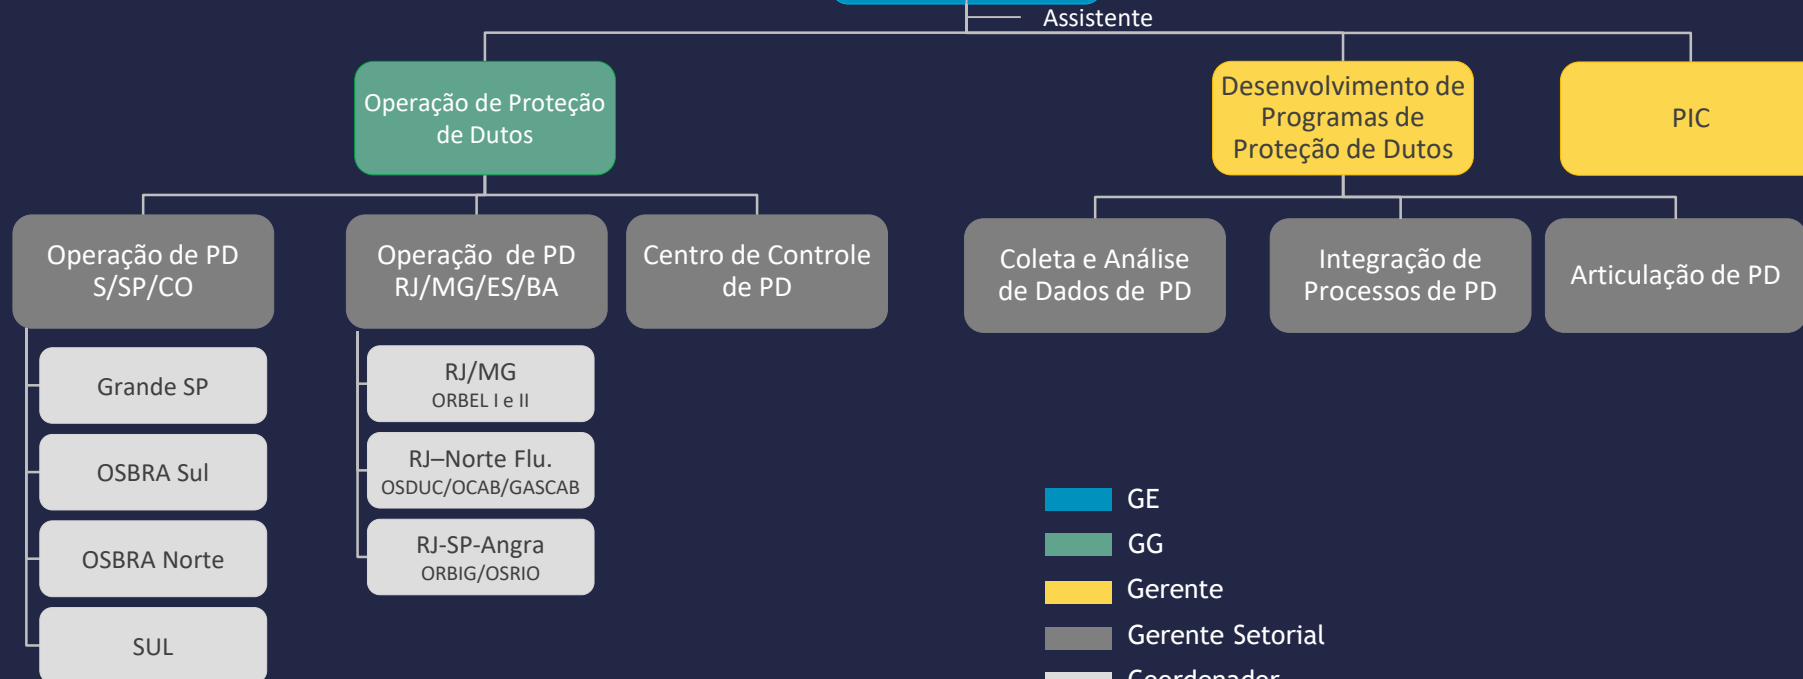 Assistente
Operação de Proteção
de Dutos
Desenvolvimento de
Programas de
Proteção de Dutos
PIC
Operação de PD
S/SP/CO
Operação de PD
RJ/MG/ES/BA
Centro de Controle
de PD
Coleta e Análise
de Dados de PD
Integração de
Processos de PD
Articulação de PD
Grande SP
OSBRA Sul
OSBRA Norte
SUL
RJ/MG
ORBEL I e II
RJ–Norte Flu.
OSDUC/OCAB/GASCAB
RJ-SP-Angra
ORBIG/OSRIO
GE
GG
Gerente
Gerente Setorial
Coordenador